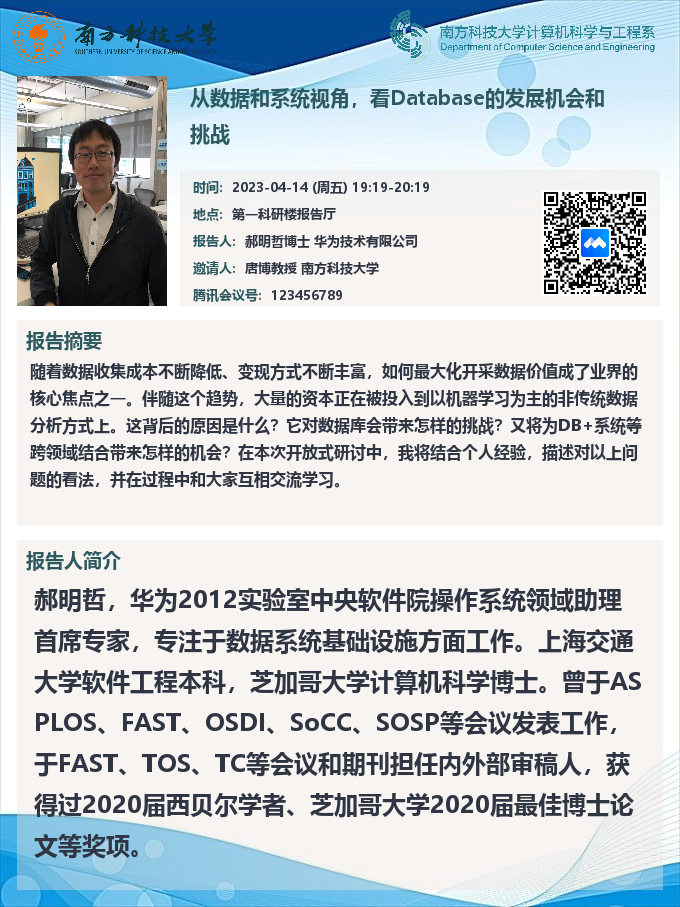 南方科技大学
SOUTHERN UNIVERSITY OF SCIENCE AND TECHNOLOGY
南方科技大学计算机科学与工程系
Department of Computer Science and Engineering
从数据和系统视角，看Database的发展机会和
挑战
时间：2023-04-14 (周五) 19:19-20:19
地点：第一科研楼报告厅
报告人：郝明哲博士 华为技术有限公司
邀请人：唐博教授 南方科技大学
腾讯会议号：123456789
报告摘要
随着数据收集成本不断降低、变现方式不断丰富，如何最大化开采数据价值成了业界的
核心焦点之一。伴随这个趋势，大量的资本正在被投入到以机器学习为主的非传统数据
分析方式上。这背后的原因是什么？它对数据库会带来怎样的挑战？又将为DB+系统等
跨领域结合带来怎样的机会？在本次开放式研讨中，我将结合个人经验，描述对以上问
题的看法，并在过程中和大家互相交流学习。
报告人简介
郝明哲，华为2012实验室中央软件院操作系统领域助理
首席专家，专注于数据系统基础设施方面工作。上海交通
大学软件工程本科，芝加哥大学计算机科学博士。曾于AS
PLOS、FAST、OSDI、SoCC、SOSP等会议发表工作，
于FAST、TOS、TC等会议和期刊担任内外部审稿人，获
得过2020届西贝尔学者、芝加哥大学2020届最佳博士论
文等奖项。